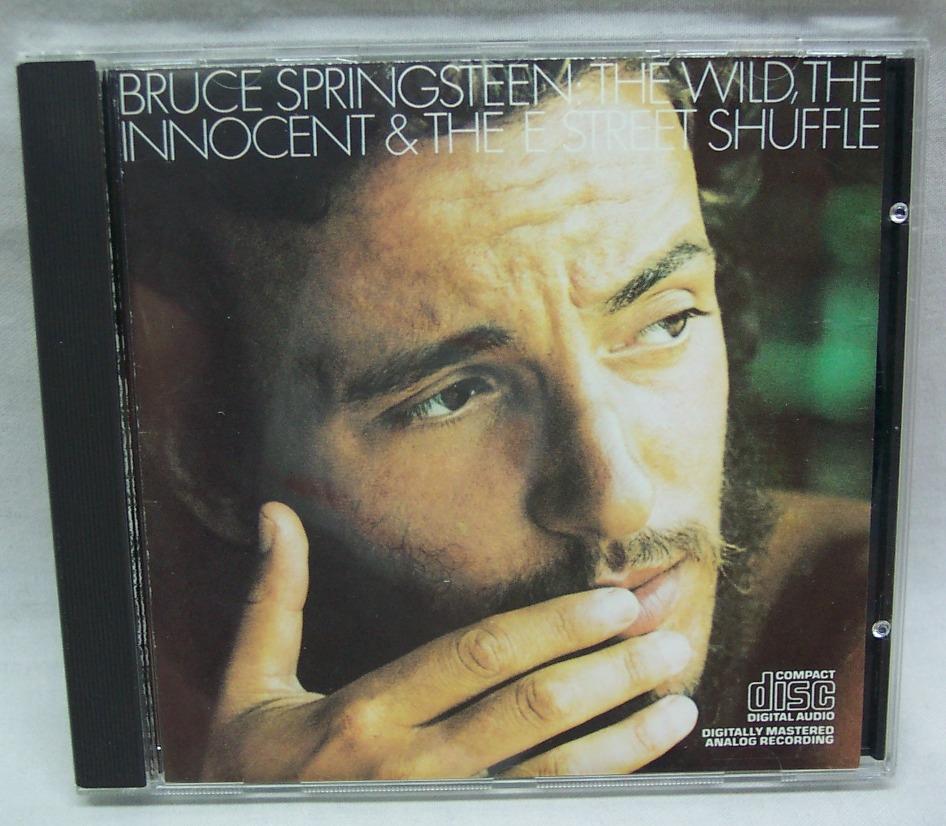 BRUCE SPRINGSTEEN: THE WILD, THE
INNOCENT & THE E STREET SHUFFLE
COMPACT
disc
DIGITAL AUDIO
DIGITALLY MASTERED
ANALOG RECORDING